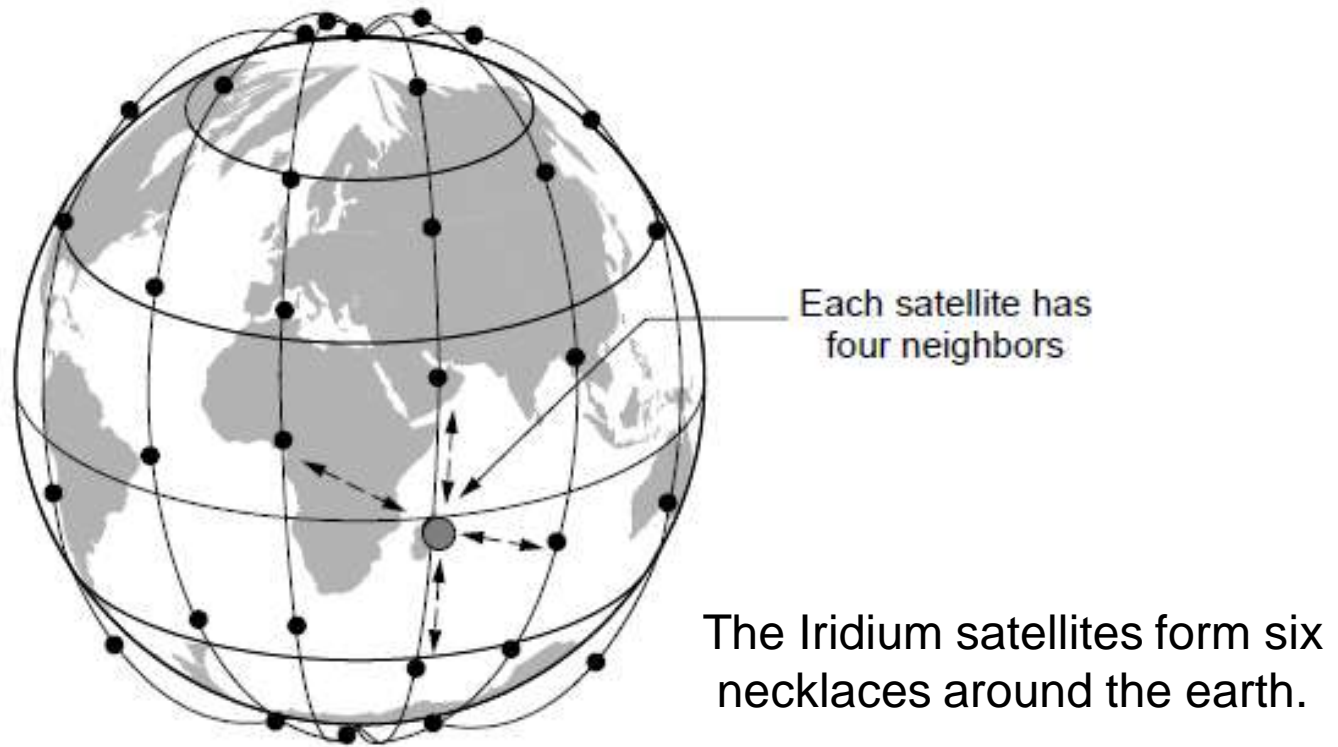 Each satellite has
four neighbors
The Iridium satellites form six
necklaces around the earth.